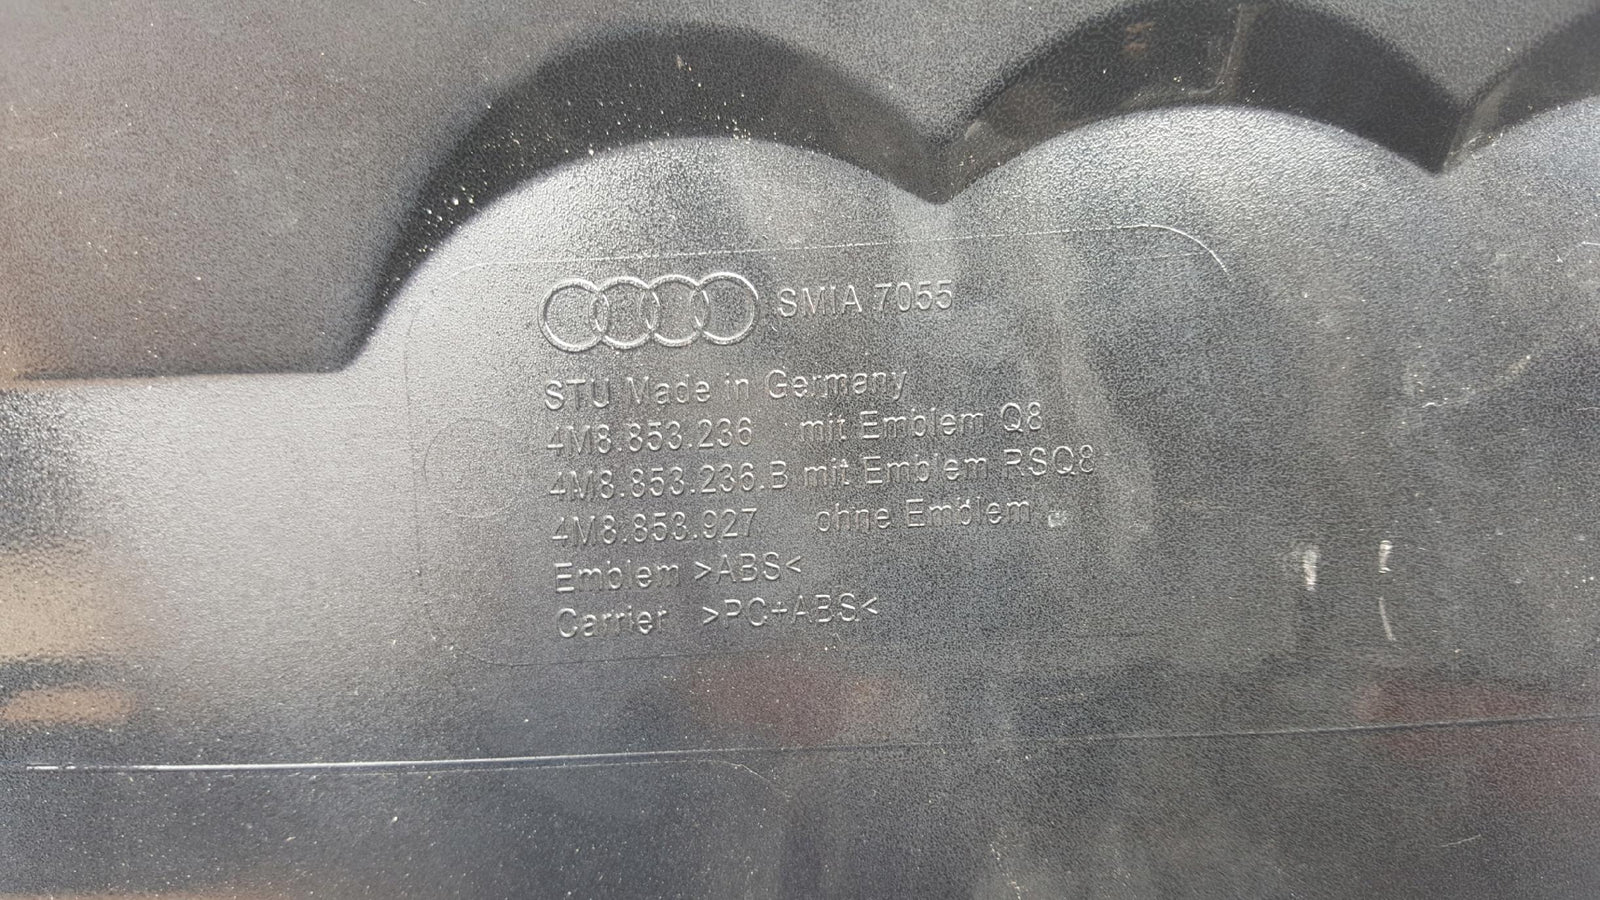 SMIA 7055
STU Made in Germany
4M8.853.236 mit Emblem Q8
4M8.853.236.B mit Emblem RSQ8
4M8.853.927 ohne Emblem
Emblem >ABS<
Carrier >PC+ABS<